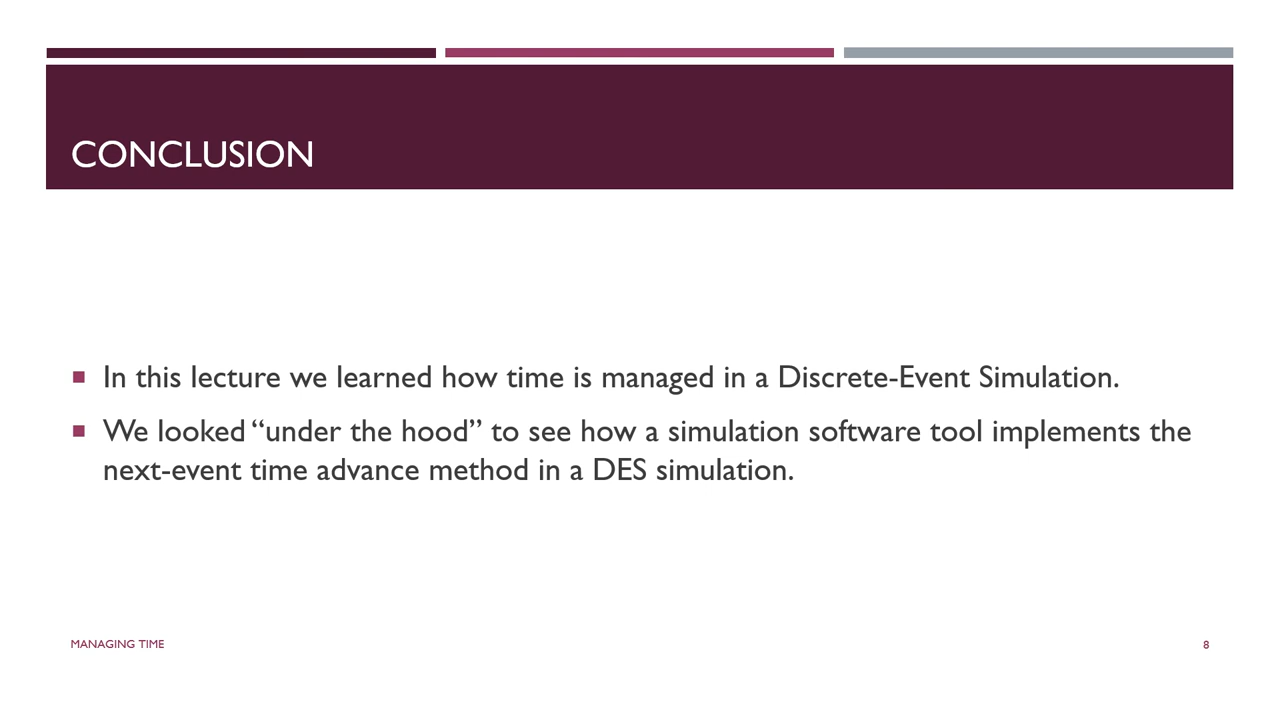 CONCLUSION
■ In this lecture we learned how time is managed in a Discrete-Event Simulation.
■ We looked “under the hood” to see how a simulation software tool implements the
next-event time advance method in a DES simulation.
MANAGING TIME
8